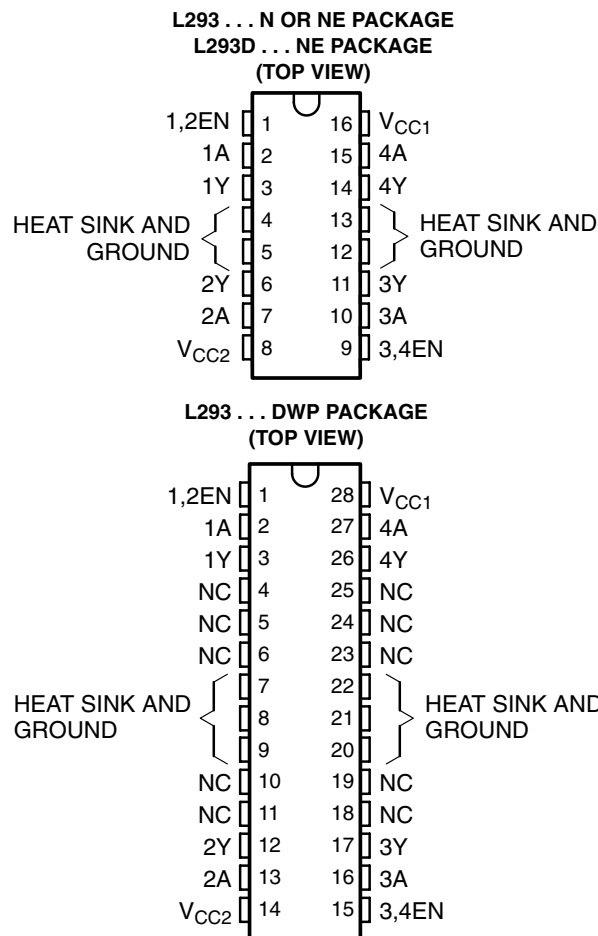 L293 . . . N OR NE PACKAGE
L293D . . . NE PACKAGE
(TOP VIEW)
1,2EN 1 16 VCC1
1A 2 15 4A
1Y 3 14 4Y
HEAT SINK AND GROUND 4 13 HEAT SINK AND GROUND
5 12
2Y 6 11 3Y
2A 7 10 3A
VCC2 8 9 3,4EN
L293 . . . DWP PACKAGE
(TOP VIEW)
1,2EN 1 28 VCC1
1A 2 27 4A
1Y 3 26 4Y
NC 4 25 NC
NC 5 24 NC
NC 6 23 NC
7 22
HEAT SINK AND GROUND 8 21 HEAT SINK AND GROUND
9 20
NC 10 19 NC
NC 11 18 NC
2Y 12 17 3Y
2A 13 16 3A
VCC2 14 15 3,4EN